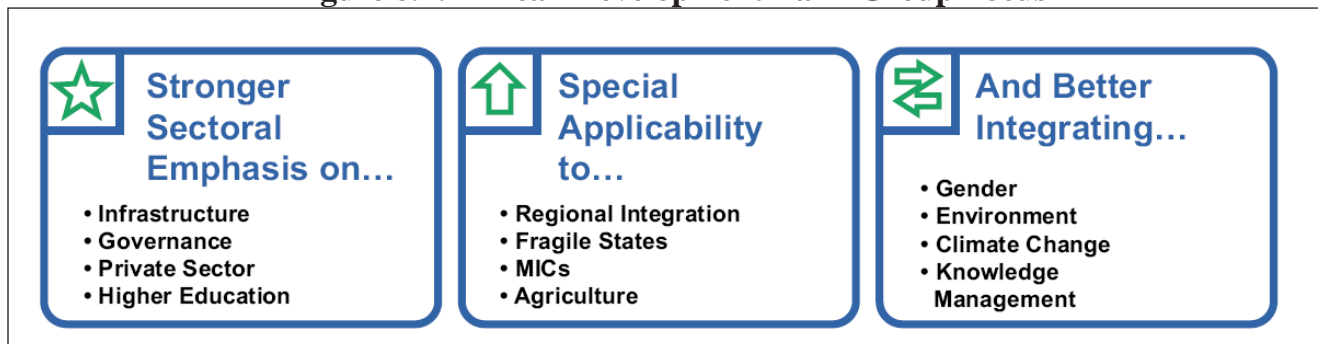 Stronger
Sectoral
Emphasis on…
• Infrastructure
• Governance
• Private Sector
• Higher Education
Special
Applicability
to…
• Regional Integration
• Fragile States
• MICs
• Agriculture
And Better
Integrating…
• Gender
• Environment
• Climate Change
• Knowledge
Management